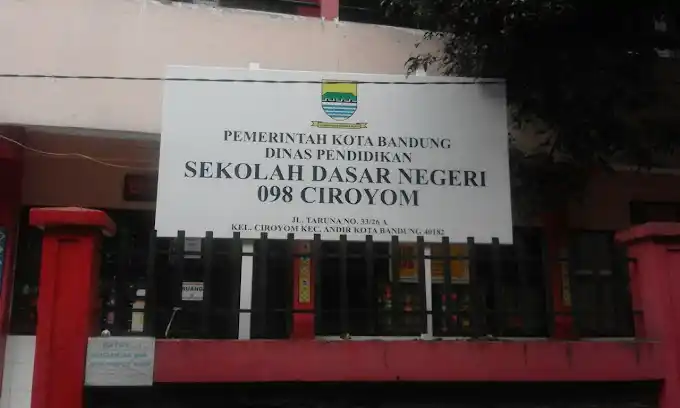 PEMERINTAH KOTA BANDUNG
DINAS PENDIDIKAN
SEKOLAH DASAR NEGERI
098 CIROYOM
JL. TARUNA NO. 33/26 A
KEL. CIROYOM KEC. ANDIR KOTA BANDUNG 40182
RUANG